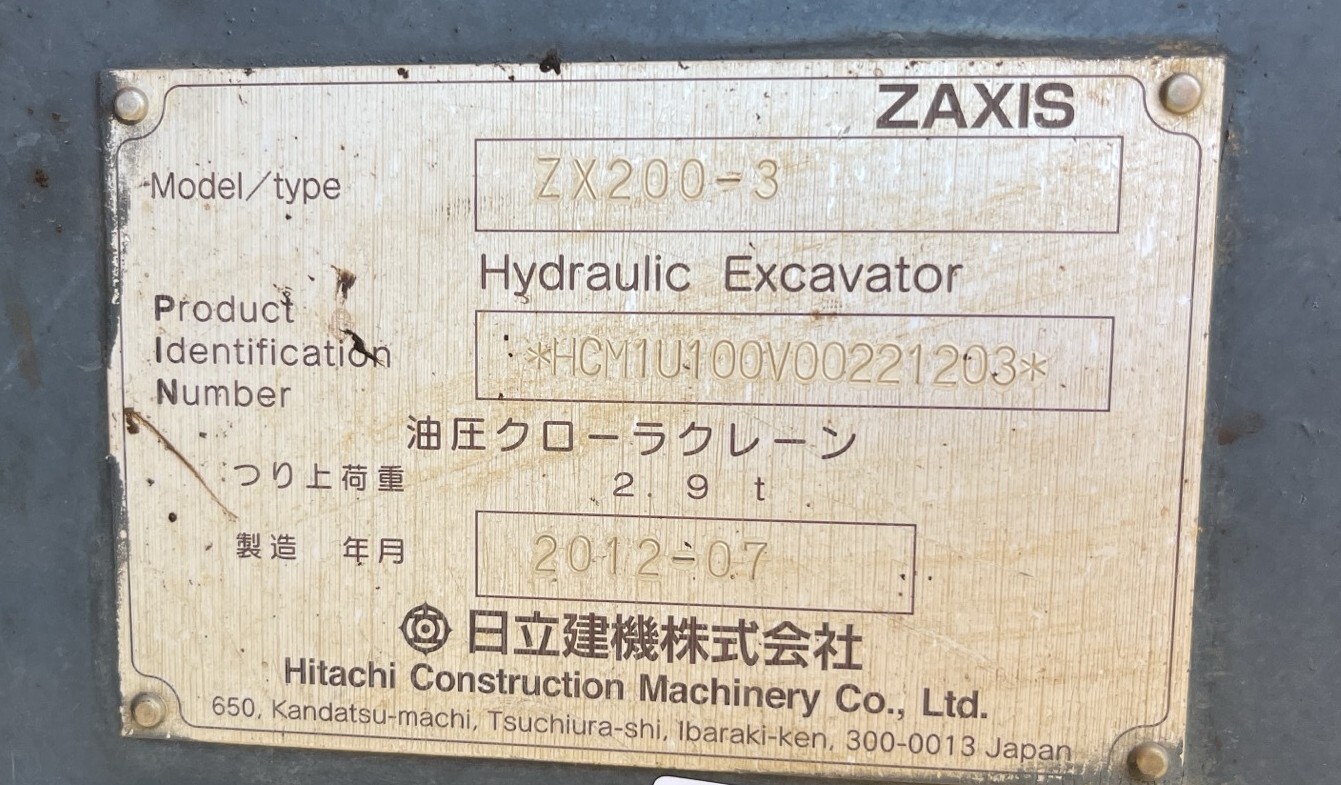 ZAXIS
Model/type ZX200-3
Hydraulic Excavator
Product
Identification
Number
*HCM1U100V00221203*
油圧クローラクレーン
つり上荷重 2.9 t
製造 年月 2012-07
日立建機株式会社
Hitachi Construction Machinery Co., Ltd.
650, Kandatsu-machi, Tsuchiura-shi, Ibaraki-ken, 300-0013 Japan